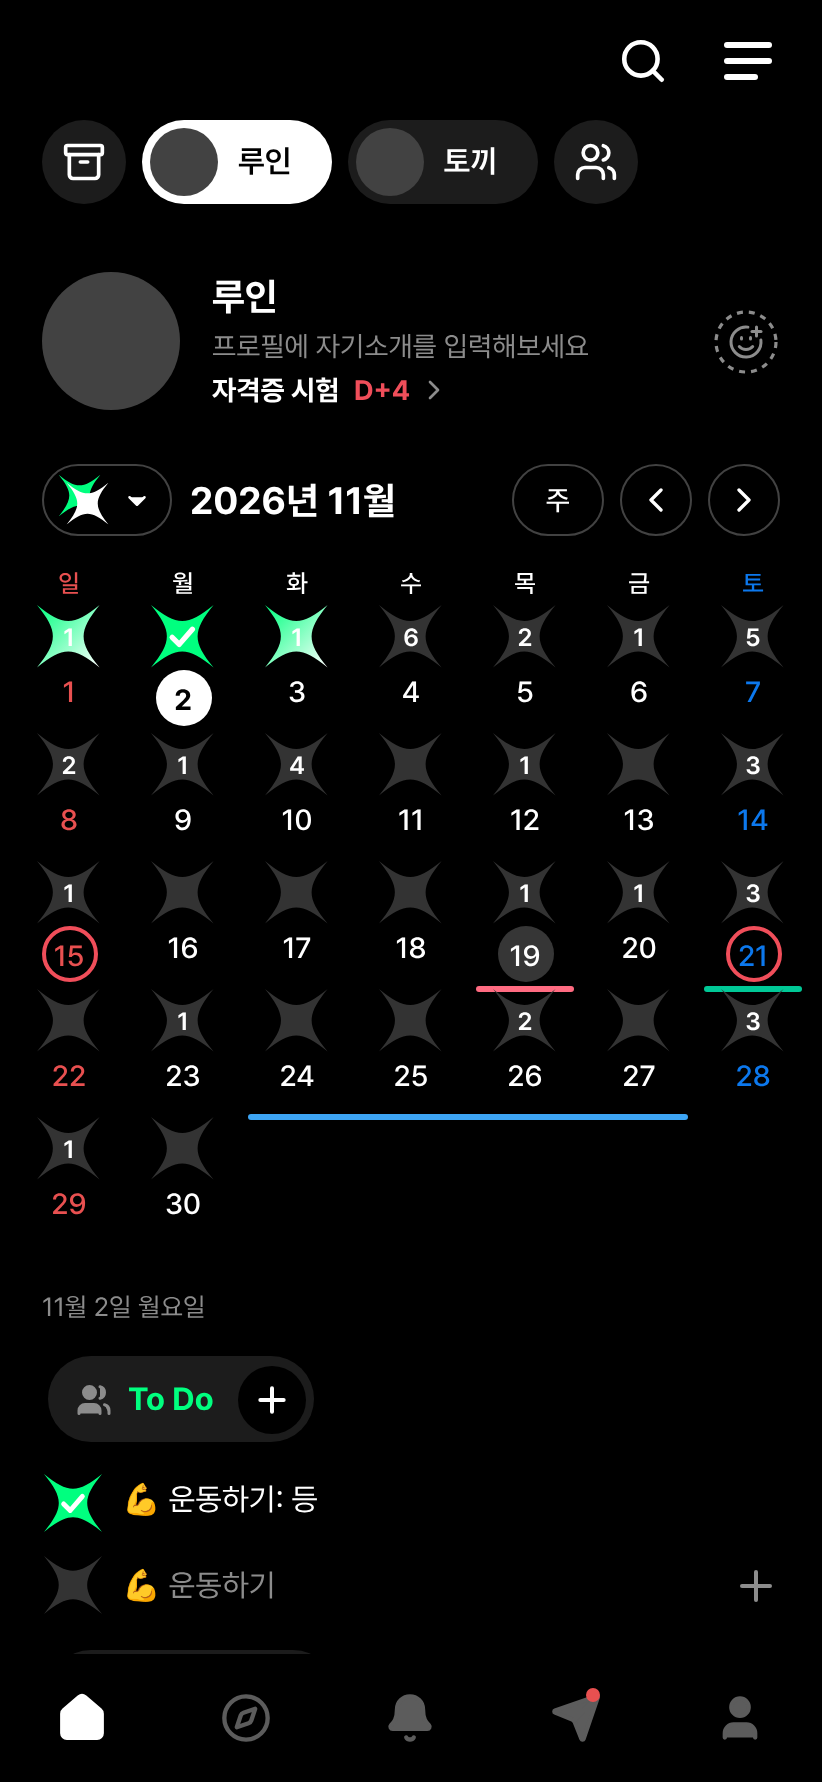 루인 토끼
루인
프로필에 자기소개를 입력해보세요
자격증 시험 D+4
2026년 11월 주
일 월 화 수 목 금 토
1 1 6 2 1 5
1 2 3 4 5 6 7
2 1 4 1 3
8 9 10 11 12 13 14
1 1 1 3
15 16 17 18 19 20 21
1 2 3
22 23 24 25 26 27 28
1
29 30
11월 2일 월요일
To Do
💪 운동하기: 등
💪 운동하기